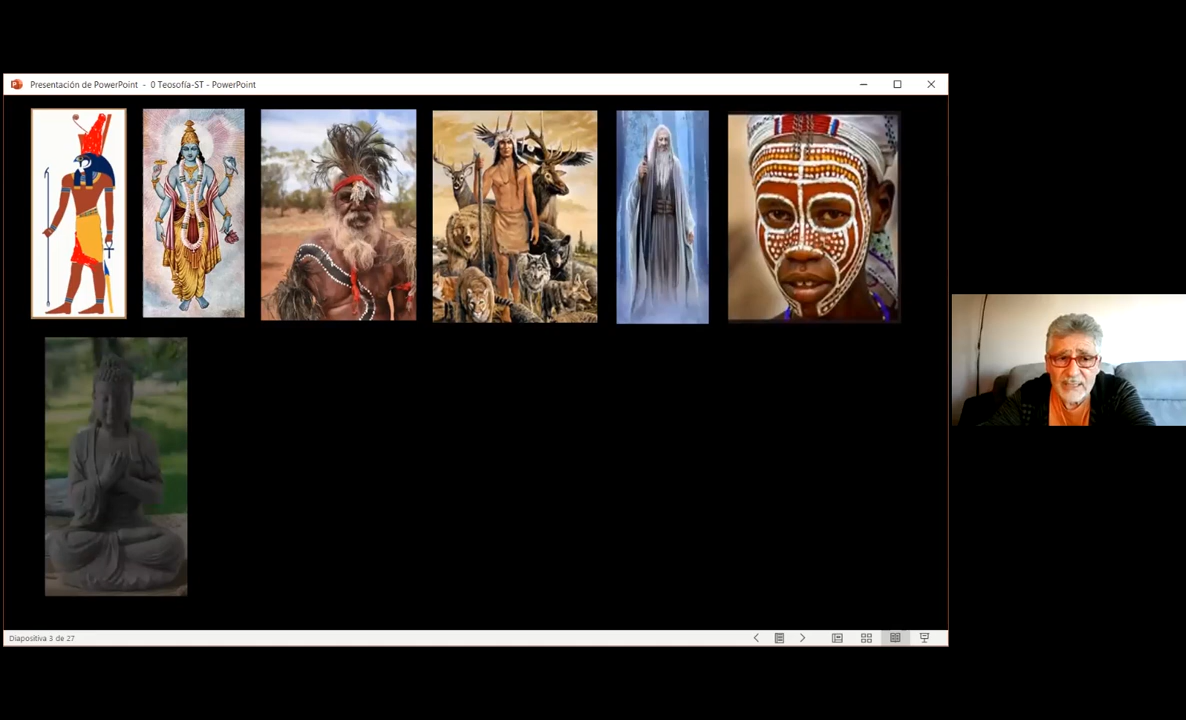 Presentación de PowerPoint - 0 Teosofía-ST - PowerPoint
Diapositiva 3 de 27